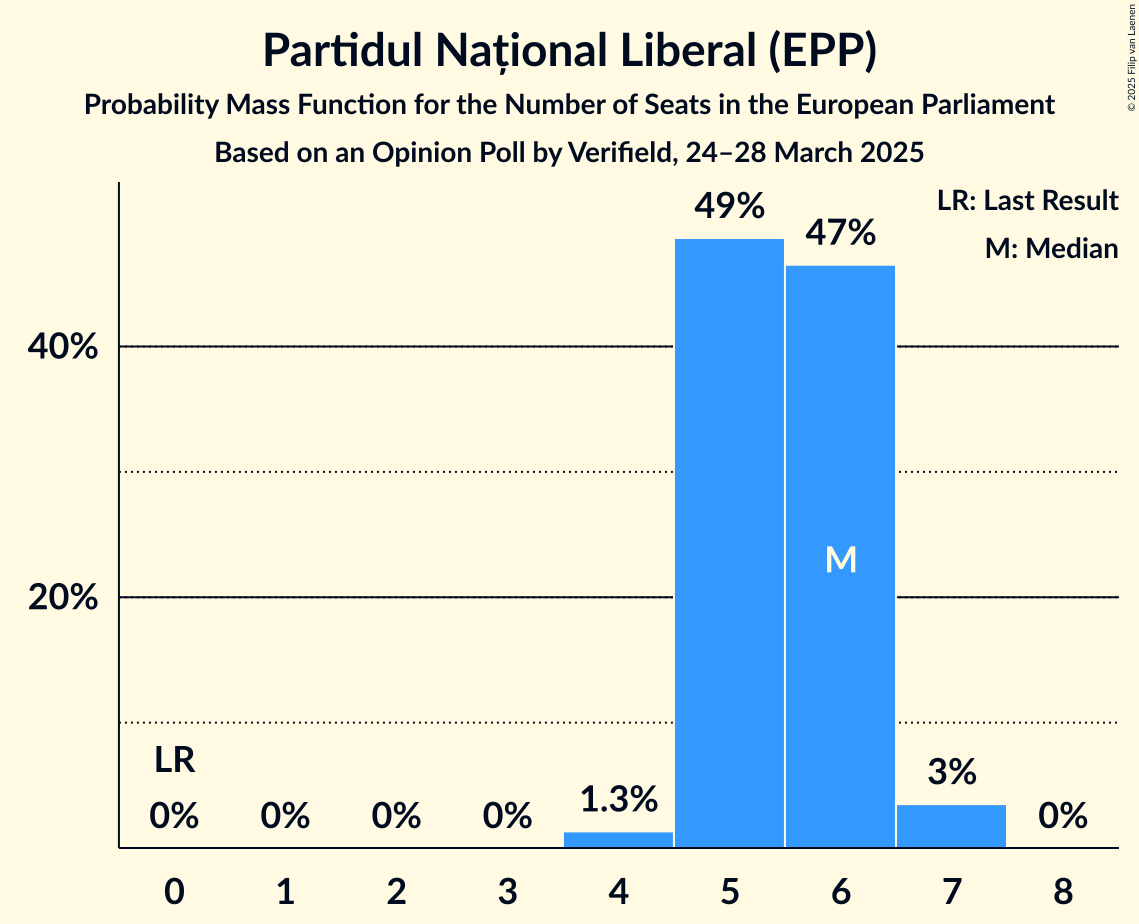 Partidul Național Liberal (EPP)
Probability Mass Function for the Number of Seats in the European Parliament
Based on an Opinion Poll by Verifield, 24–28 March 2025
© 2025 Filip van Laenen
LR: Last Result
M: Median
49%
47%
40%
M
20%
LR
0%
0%
0%
0%
1.3%
3%
0%
0
1
2
3
4
5
6
7
8